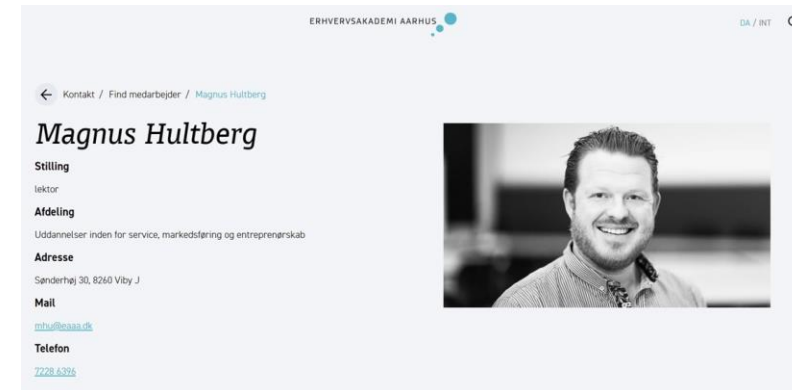 ERHVERVSAKADEMI AARHUS
DA / INT
Kontakt / Find medarbejder / Magnus Hultberg
Magnus Hultberg
Stilling
lektor
Afdeling
Uddannelser inden for service, markedsføring og entreprenørskab
Adresse
Sønderhøj 30, 8260 Viby J
Mail
mhu@eaaa.dk
Telefon
7228 6396